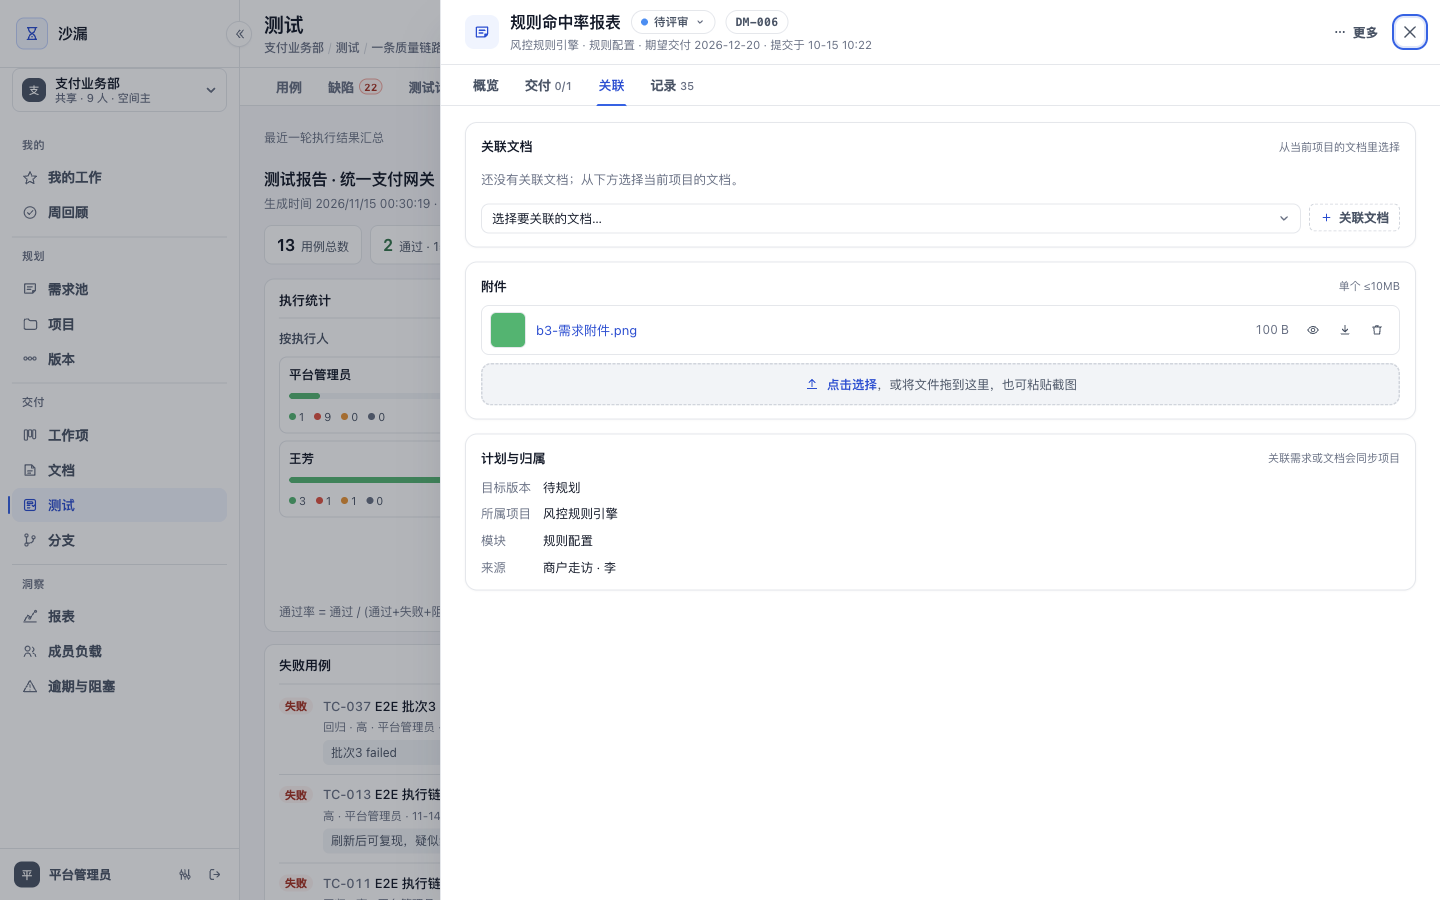 沙漏
支
支付业务部
共享 · 9 人 · 空间主
我的
我的工作
周回顾
规划
需求池
项目
版本
交付
工作项
文档
测试
分支
洞察
报表
成员负载
逾期与阻塞
平
平台管理员
测试
支付业务部 / 测试 / 一条质量链路
用例
缺陷 22
测试计
最近一轮执行结果汇总
测试报告 · 统一支付网关
生成时间 2026/11/15 00:30:19 ·
13 用例总数
2 通过 · 1
执行统计
按执行人
平台管理员
1 9 0 0
王芳
3 1 1 0
通过率 = 通过 / (通过+失败+阻
失败用例
失败 TC-037 E2E 批次3
回归 · 高 · 平台管理员 ·
批次3 failed
失败 TC-013 E2E 执行链
高 · 平台管理员 · 11-14
刷新后可复现，疑似
失败 TC-011 E2E 执行链
规则命中率报表 待评审 DM-006
风控规则引擎 · 规则配置 · 期望交付 2026-12-20 · 提交于 10-15 10:22
··· 更多
概览
交付 0/1
关联
记录 35
关联文档
从当前项目的文档里选择
还没有关联文档；从下方选择当前项目的文档。
选择要关联的文档...
+ 关联文档
附件
单个 ≤10MB
b3-需求附件.png
100 B
点击选择，或将文件拖到这里，也可粘贴截图
计划与归属
关联需求或文档会同步项目
目标版本 待规划
所属项目 风控规则引擎
模块 规则配置
来源 商户走访 · 李